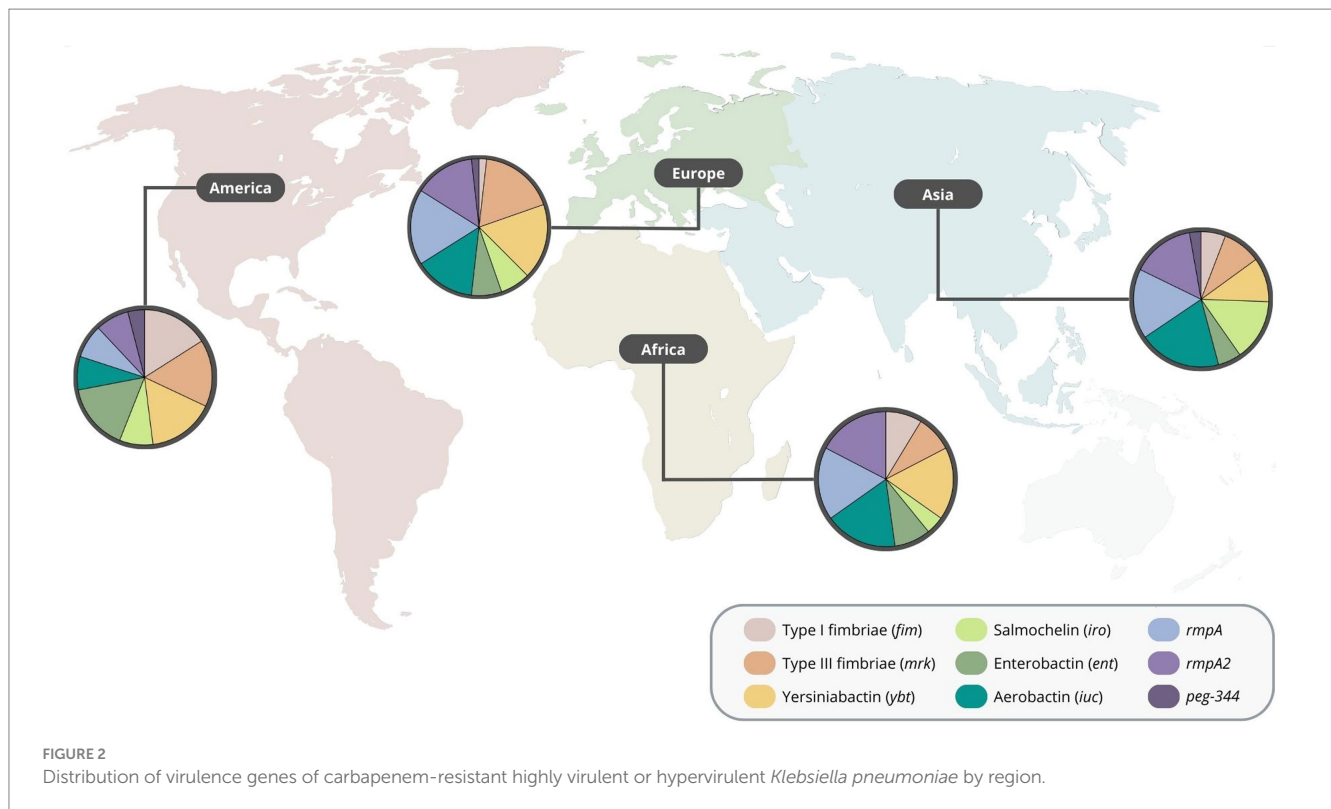 America
Europe
Asia
Africa
Type I fimbriae (fim)
Salmochelin (iro)
rmpA
Type III fimbriae (mrk)
Enterobactin (ent)
rmpA2
Yersiniabactin (ybt)
Aerobactin (iuc)
peg-344
FIGURE 2
Distribution of virulence genes of carbapenem-resistant highly virulent or hypervirulent Klebsiella pneumoniae by region.